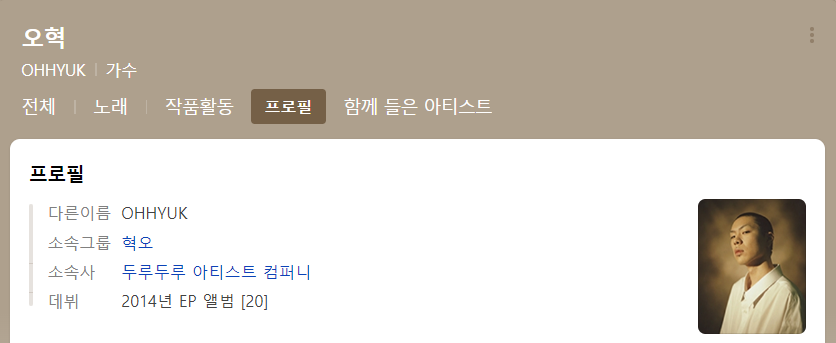 오혁
OHHYUK 가수
전체 노래 작품활동 프로필 함께 들은 아티스트
프로필
다른이름 OHHYUK
소속그룹 혁오
소속사 두루두루 아티스트 컴퍼니
데뷔 2014년 EP 앨범 [20]